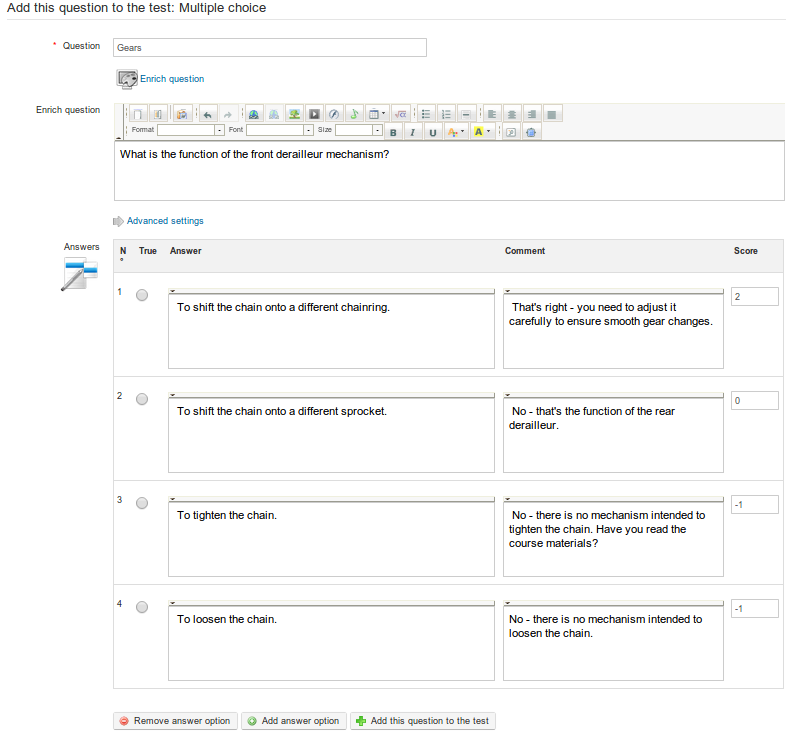 Add this question to the test: Multiple choice
* Question
Gears
Enrich question
Enrich question
Format
Font
Size
B I U A A
What is the function of the front derailleur mechanism?
Advanced settings
Answers
N° True Answer Comment Score
1
To shift the chain onto a different chainring.
That's right - you need to adjust it
carefully to ensure smooth gear changes.
2
2
To shift the chain onto a different sprocket.
No - that's the function of the rear
derailleur.
0
3
To tighten the chain.
No - there is no mechanism intended to
tighten the chain. Have you read the
course materials?
-1
4
To loosen the chain.
No - there is no mechanism intended to
loosen the chain.
-1
Remove answer option
Add answer option
Add this question to the test